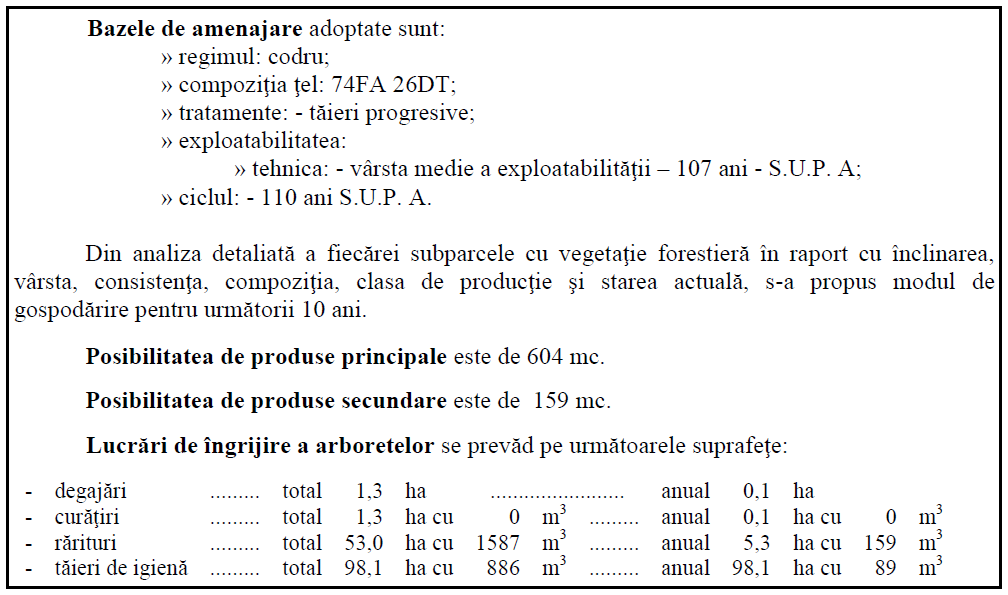 Bazele de amenajare adoptate sunt:
» regimul: codru;
» compoziţia ţel: 74FA 26DT;
» tratamente: - tăieri progresive;
» exploatabilitatea:
» tehnica: - vârsta medie a exploatabilităţii – 107 ani - S.U.P. A;
» ciclul: - 110 ani S.U.P. A.
Din analiza detaliată a fiecărei subparcele cu vegetaţie forestieră în raport cu înclinarea,
vârsta, consistenţa, compoziţia, clasa de producţie şi starea actuală, s-a propus modul de
gospodărire pentru următorii 10 ani.
Posibilitatea de produse principale este de 604 mc.
Posibilitatea de produse secundare este de 159 mc.
Lucrări de îngrijire a arboretelor se prevăd pe următoarele suprafeţe:
- degajări ......... total 1,3 ha ........................ anual 0,1 ha
- curăţiri ......... total 1,3 ha cu 0 m³ ......... anual 0,1 ha cu 0 m³
- rărituri ......... total 53,0 ha cu 1587 m³ ......... anual 5,3 ha cu 159 m³
- tăieri de igienă ......... total 98,1 ha cu 886 m³ ......... anual 98,1 ha cu 89 m³